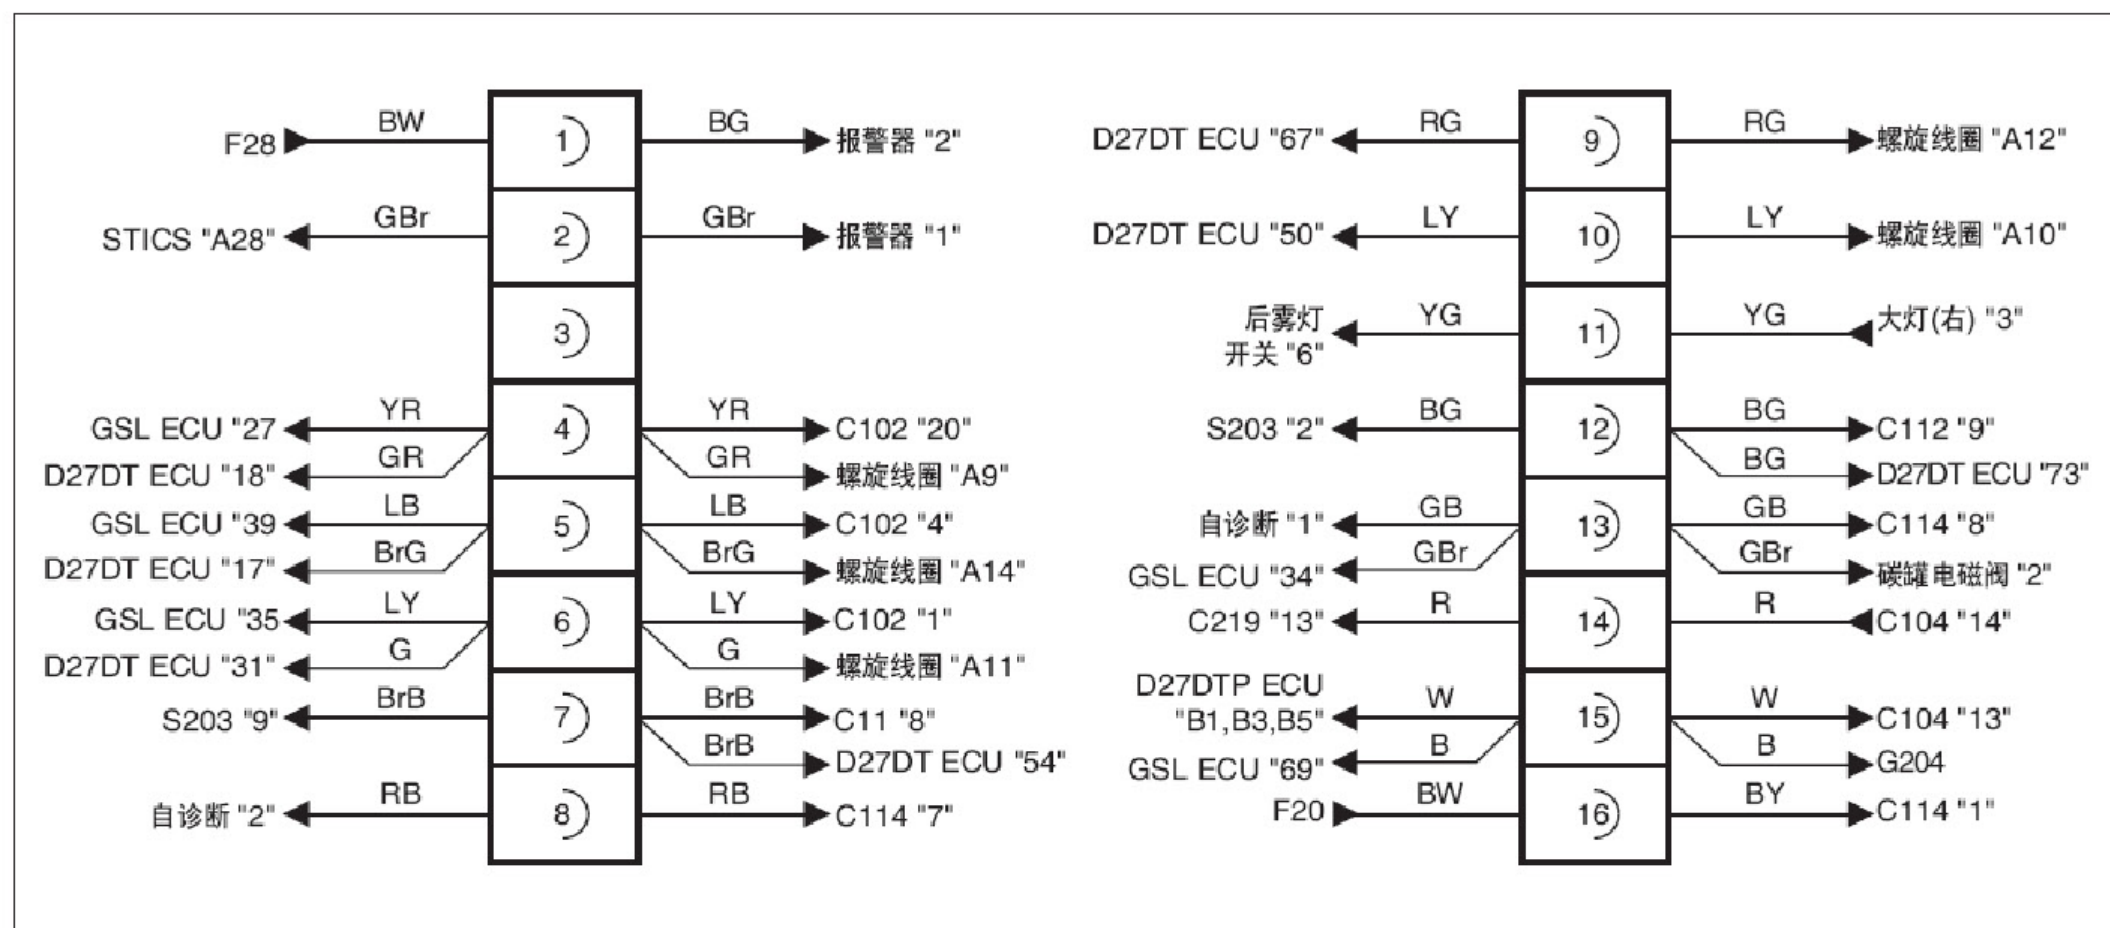 F28 BW 1 BG 报警器 "2"
STICS "A28" GBr 2 GBr 报警器 "1"
3
GSL ECU "27 YR 4 YR C102 "20"
D27DT ECU "18" GR GR 螺旋线圈 "A9"
GSL ECU "39 LB 5 LB C102 "4"
D27DT ECU "17" BrG BrG 螺旋线圈 "A14"
GSL ECU "35 LY 6 LY C102 "1"
D27DT ECU "31" G G 螺旋线圈 "A11"
S203 "9" BrB 7 BrB C11 "8"
BrB D27DT ECU "54"
自诊断 "2" RB 8 RB C114 "7"
D27DT ECU "67" RG 9 RG 螺旋线圈 "A12"
D27DT ECU "50" LY 10 LY 螺旋线圈 "A10"
后雾灯
开关 "6" YG 11 YG 大灯(右) "3"
S203 "2" BG 12 BG C112 "9"
BG D27DT ECU "73"
自诊断 "1" GB 13 GB C114 "8"
GSL ECU "34" GBr GBr 碳罐电磁阀 "2"
C219 "13" R 14 R C104 "14"
D27DTP ECU
"B1,B3,B5" W 15 W C104 "13"
GSL ECU "69" B B G204
F20 BW 16 BY C114 "1"